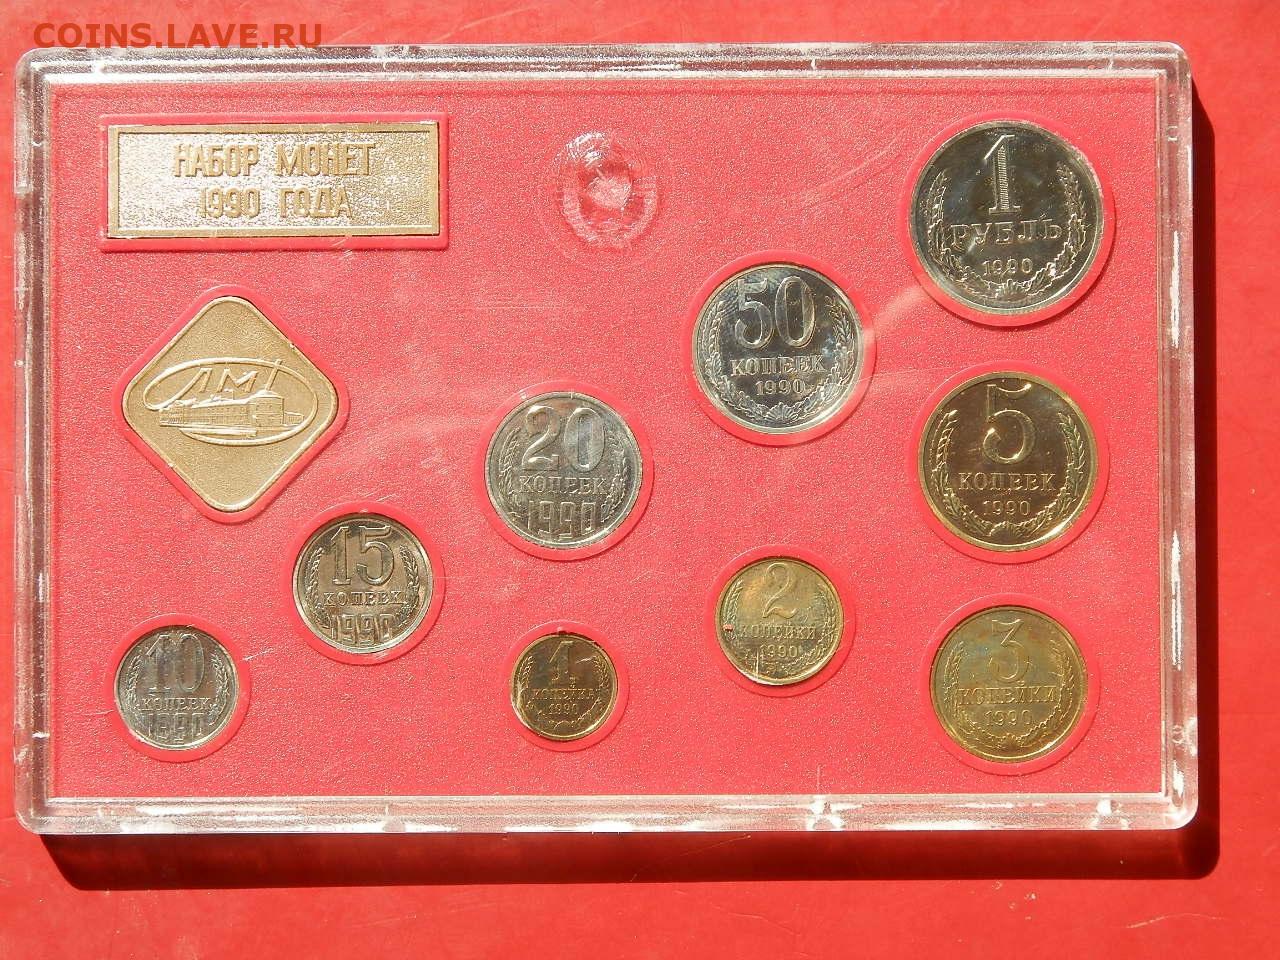 COINS.LAVE.RU
НАБОР МОНЕТ
1990 ГОДА
1
РУБЛЬ
1990
50
КОПЕЕК
1990
ЛМД
20
КОПЕЕК
1990
5
КОПЕЕК
1990
15
КОПЕЕК
1990
2
КОПЕЙКИ
1990
10
КОПЕЕК
1990
1
КОПЕЙКА
1990
3
КОПЕЙКИ
1990